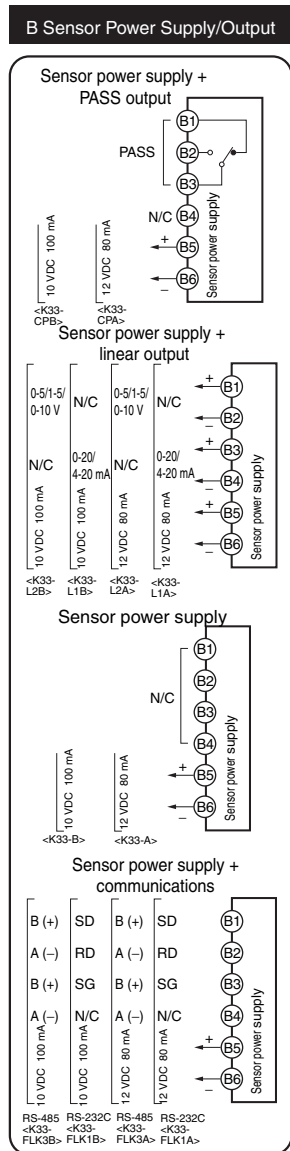 B Sensor Power Supply/Output
Sensor power supply +
PASS output
PASS
B1
B2
B3
N/C B4
+ B5
− B6
Sensor power supply
10 VDC 100 mA
12 VDC 80 mA
<K33-
CPB>
<K33-
CPA>
Sensor power supply +
linear output
0-5/1-5/
0-10 V
N/C
0-5/1-5/
0-10 V
N/C
N/C
0-20/
4-20 mA
N/C
0-20/
4-20 mA
10 VDC 100 mA
10 VDC 100 mA
12 VDC 80 mA
12 VDC 80 mA
+ B1
− B2
+ B3
− B4
+ B5
− B6
Sensor power supply
<K33-
L2B>
<K33-
L1B>
<K33-
L2A>
<K33-
L1A>
Sensor power supply
N/C
B1
B2
B3
B4
+ B5
− B6
Sensor power supply
10 VDC 100 mA
12 VDC 80 mA
<K33-B>
<K33-A>
Sensor power supply +
communications
B (+) SD B (+) SD B1
A (−) RD A (−) RD B2
B (+) SG B (+) SG B3
A (−) N/C A (−) N/C B4
10 VDC 100 mA
10 VDC 100 mA
12 VDC 80 mA
12 VDC 80 mA
+ B5
− B6
Sensor power supply
RS-485
<K33-
FLK3B>
RS-232C
<K33-
FLK1B>
RS-485
<K33-
FLK3A>
RS-232C
<K33-
FLK1A>